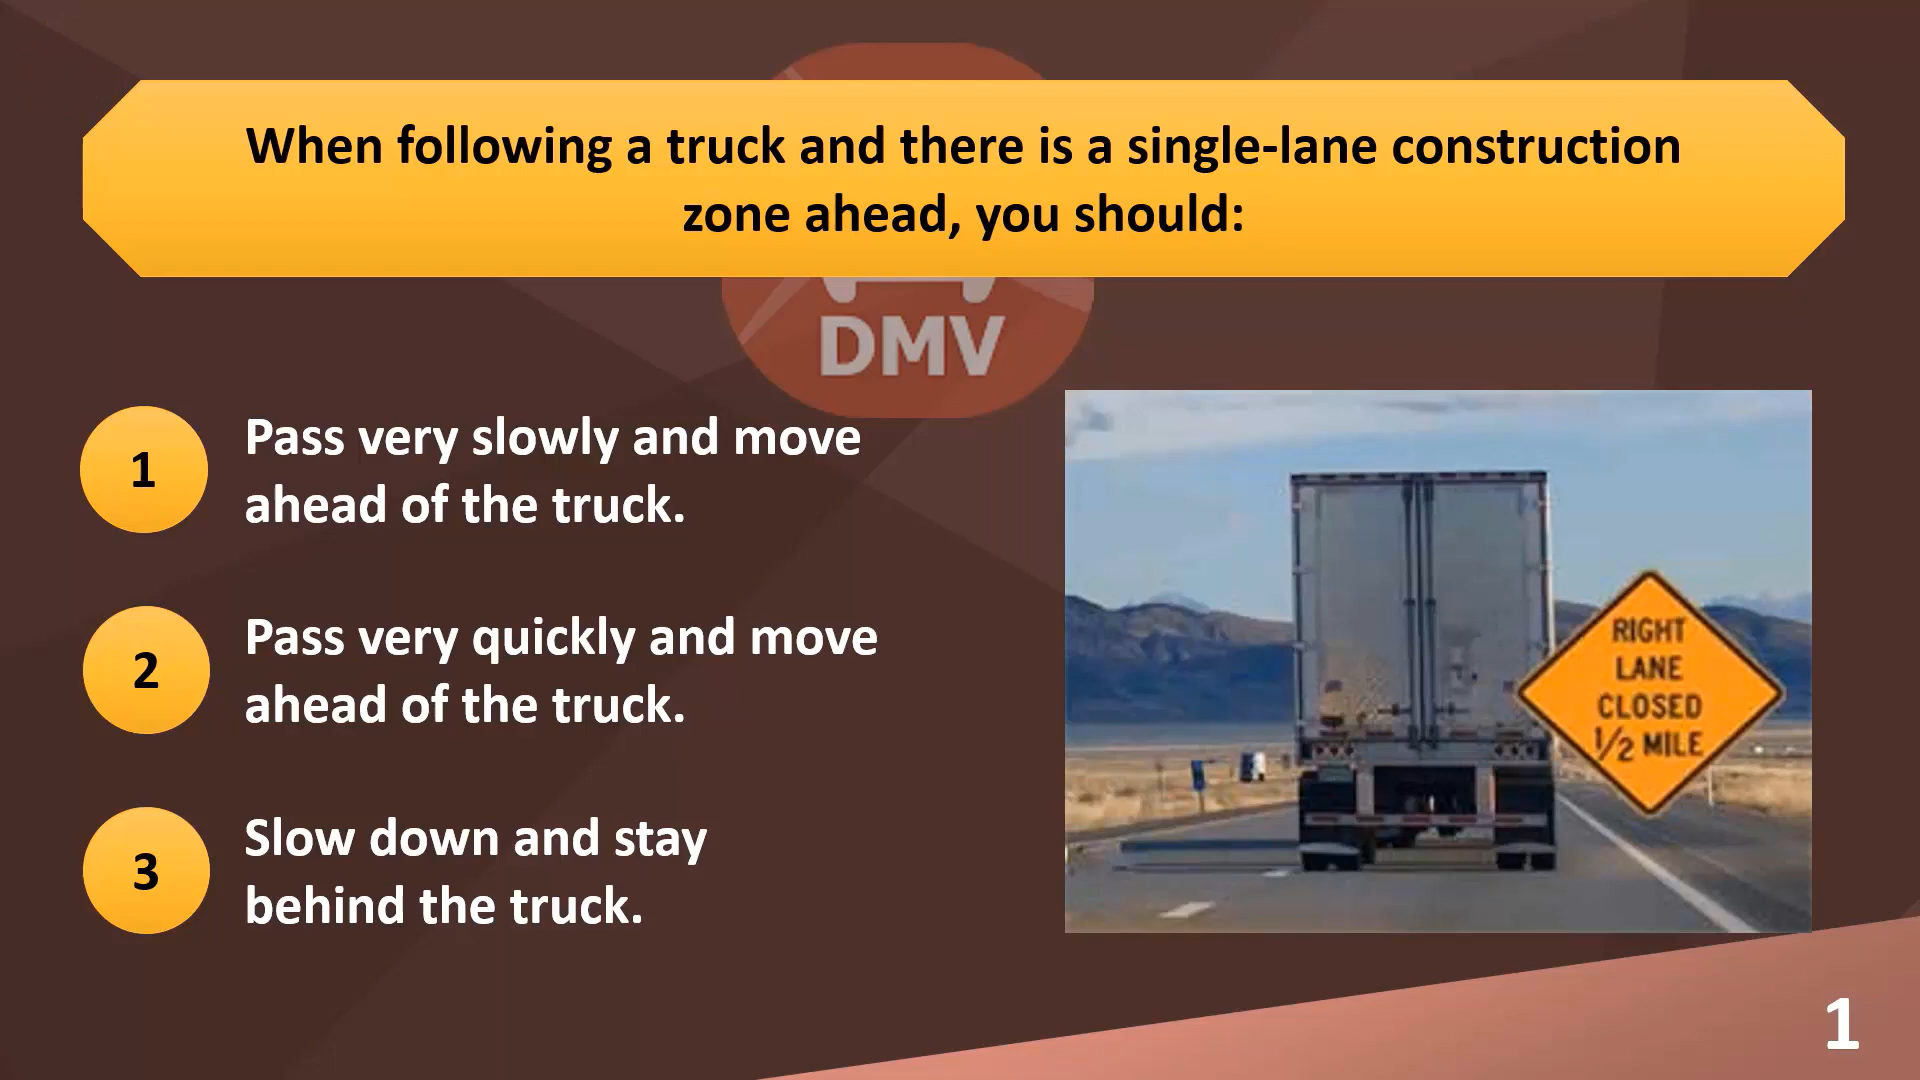 When following a truck and there is a single-lane construction
zone ahead, you should:
DMV
1
Pass very slowly and move
ahead of the truck.
2
Pass very quickly and move
ahead of the truck.
3
Slow down and stay
behind the truck.
RIGHT
LANE
CLOSED
1/2 MILE
1